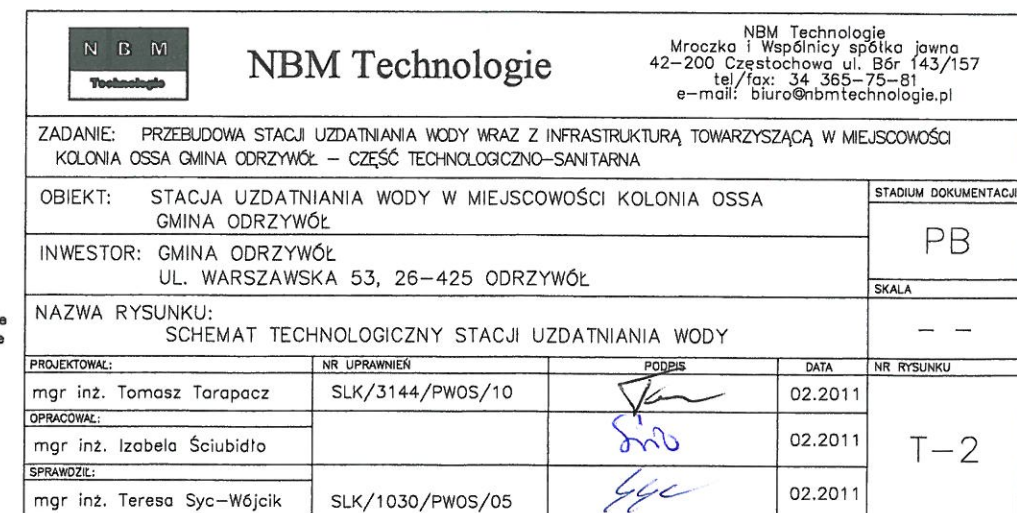 N B M
Technologie
NBM Technologie
NBM Technologie
Mroczka i Wspólnicy spółka jawna
42-200 Częstochowa ul. Bór 143/157
tel/fax: 34 365-75-81
e-mail: biuro@nbmtechnologie.pl
ZADANIE: PRZEBUDOWA STACJI UZDATNIANIA WODY WRAZ Z INFRASTRUKTURĄ TOWARZYSZĄCĄ W MIEJSCOWOŚCI
KOLONIA OSSA GMINA ODRZYWÓŁ – CZĘŚĆ TECHNOLOGICZNO-SANITARNA
OBIEKT: STACJA UZDATNIANIA WODY W MIEJSCOWOŚCI KOLONIA OSSA
GMINA ODRZYWÓŁ
STADIUM DOKUMENTACJI
PB
INWESTOR: GMINA ODRZYWÓŁ
UL. WARSZAWSKA 53, 26-425 ODRZYWÓŁ
SKALA
– –
NAZWA RYSUNKU:
SCHEMAT TECHNOLOGICZNY STACJI UZDATNIANIA WODY
PROJEKTOWAŁ: NR UPRAWNIEŃ PODPIS DATA NR RYSUNKU
mgr inż. Tomasz Tarapacz SLK/3144/PWOS/10 02.2011
OPRACOWAŁ:
mgr inż. Izabela Ściubidło 02.2011
T-2
SPRAWDZIŁ:
mgr inż. Teresa Syc-Wójcik SLK/1030/PWOS/05 02.2011